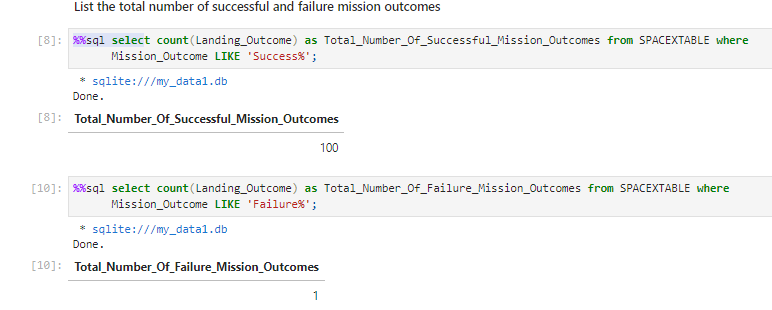 List the total number of successful and failure mission outcomes
[8]: %%sql select count(Landing_Outcome) as Total_Number_Of_Successful_Mission_Outcomes from SPACEXTABLE where
Mission_Outcome LIKE 'Success%';
* sqlite:///my_data1.db
Done.
[8]: Total_Number_Of_Successful_Mission_Outcomes
100
[10]: %%sql select count(Landing_Outcome) as Total_Number_Of_Failure_Mission_Outcomes from SPACEXTABLE where
Mission_Outcome LIKE 'Failure%';
* sqlite:///my_data1.db
Done.
[10]: Total_Number_Of_Failure_Mission_Outcomes
1